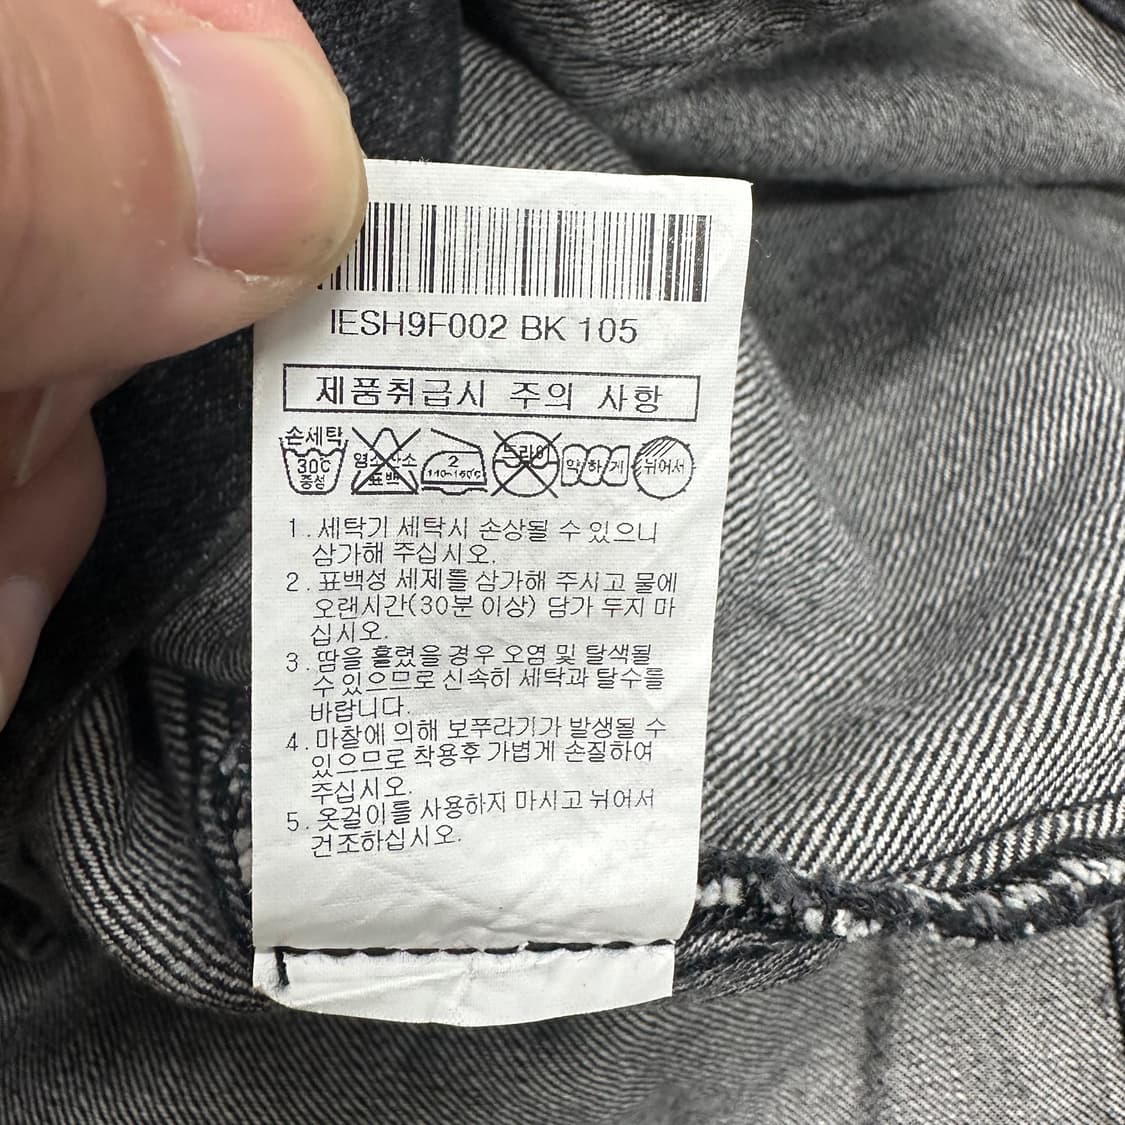 IESH9F002 BK 105
제품취급시 주의 사항
손세탁 30℃ 중성
염소산소 표백
2 110~160℃
드라이
약하게
뉘어서
1. 세탁기 세탁시 손상될 수 있으니
삼가해 주십시오.
2. 표백성 세제를 삼가해 주시고 물에
오랜시간(30분 이상) 담가 두지 마
십시오.
3. 땀을 흘렸을 경우 오염 및 탈색될
수 있으므로 신속히 세탁과 탈수를
바랍니다.
4. 마찰에 의해 보푸라기가 발생될 수
있으므로 착용후 가볍게 손질하여
주십시오.
5. 옷걸이를 사용하지 마시고 뉘어서
건조하십시오.